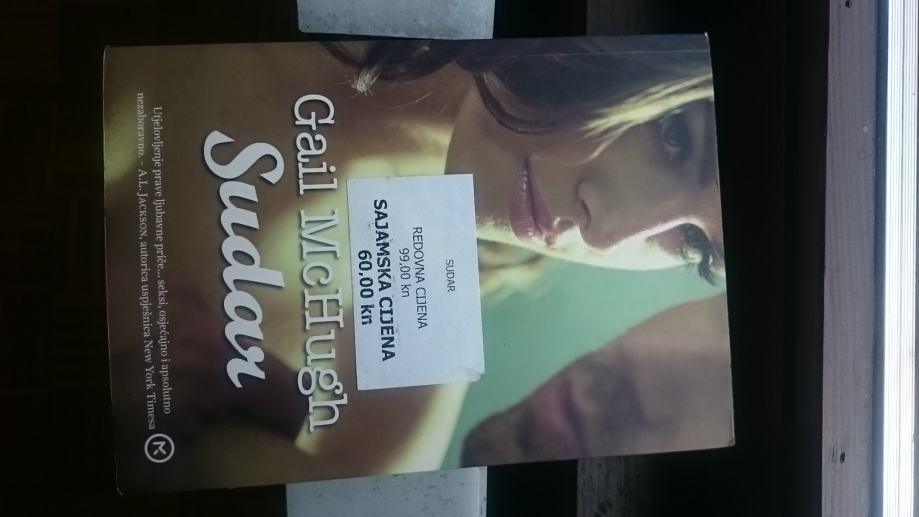 SUDAR
REDOVNA CIJENA
99,00 kn
SAJAMSKA CIJENA
60,00 kn
Gail McHugh
Sudar
Utjelovljenje prave ljubavne priče... seksi, osjećajno i apsolutno
nezaboravno. – A.L. JACKSON, autorica uspješnica New York Timesa